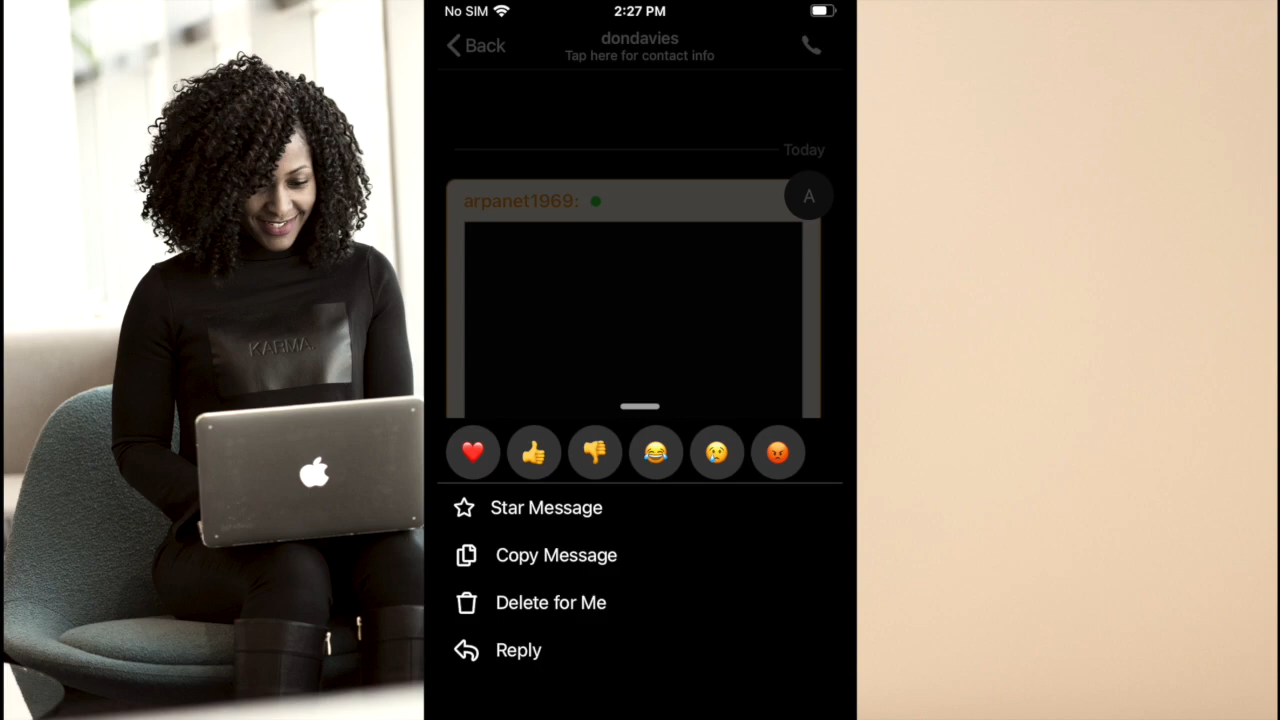 No SIM
2:27 PM
Back
dondavies
Tap here for contact info
Today
arpanet1969:
A
KARMA.
Star Message
Copy Message
Delete for Me
Reply